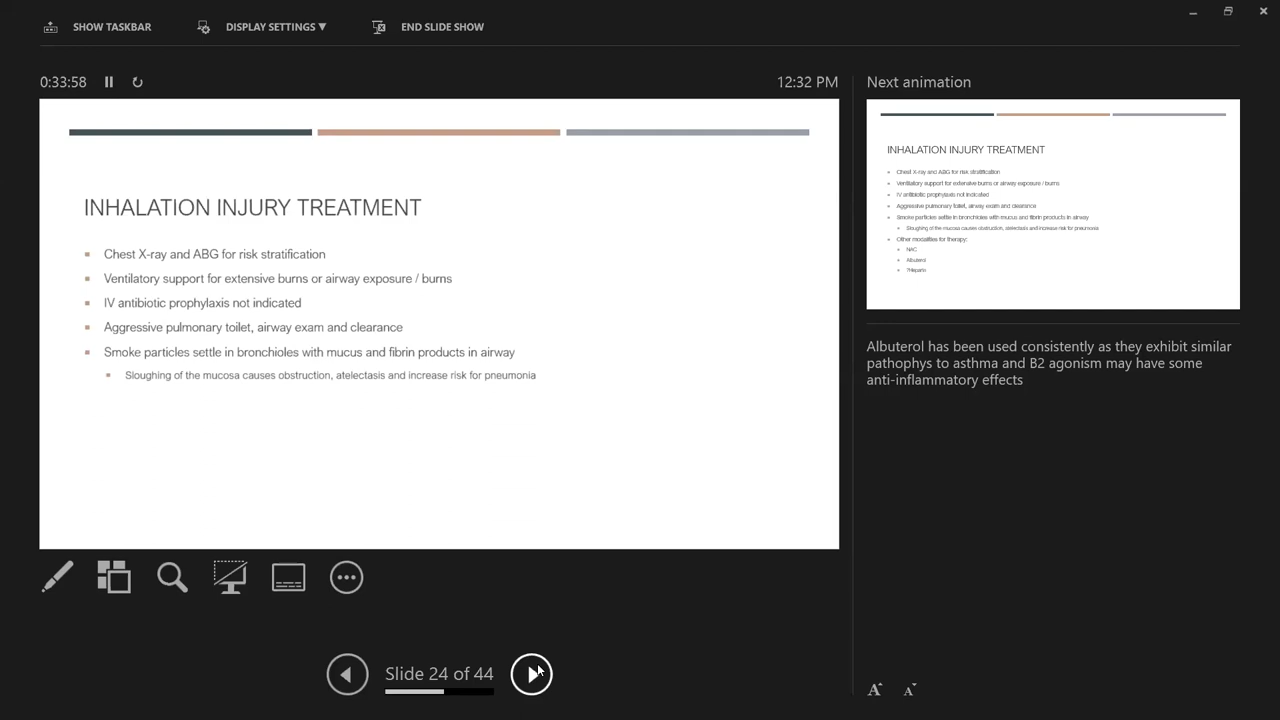 SHOW TASKBAR
DISPLAY SETTINGS ▼
END SLIDE SHOW
0:33:58
12:32 PM
INHALATION INJURY TREATMENT
Chest X-ray and ABG for risk stratification
Ventilatory support for extensive burns or airway exposure / burns
IV antibiotic prophylaxis not indicated
Aggressive pulmonary toilet, airway exam and clearance
Smoke particles settle in bronchioles with mucus and fibrin products in airway
Sloughing of the mucosa causes obstruction, atelectasis and increase risk for pneumonia
Slide 24 of 44
Next animation
INHALATION INJURY TREATMENT
Chest X-ray and ABG for risk stratification
Ventilatory support for extensive burns or airway exposure / burns
IV antibiotic prophylaxis not indicated
Aggressive pulmonary toilet, airway exam and clearance
Smoke particles settle in bronchioles with mucus and fibrin products in airway
Sloughing of the mucosa causes obstruction, atelectasis and increase risk for pneumonia
Other modalities for therapy:
NAC
Albuterol
?Heparin
Albuterol has been used consistently as they exhibit similar
pathophys to asthma and B2 agonism may have some
anti-inflammatory effects
A A